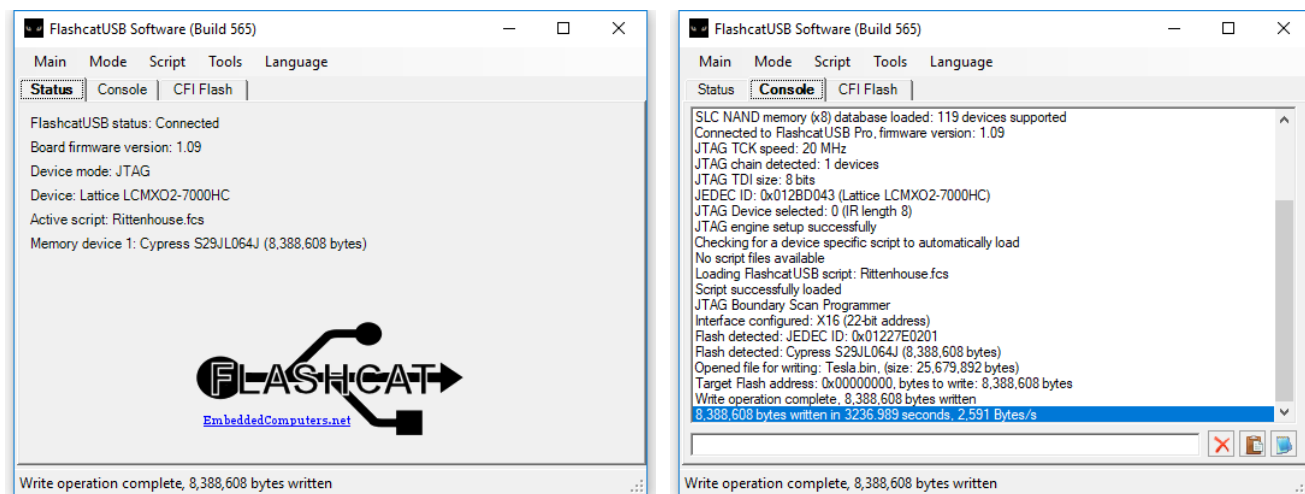 FlashcatUSB Software (Build 565)
Main Mode Script Tools Language
Status Console CFI Flash
FlashcatUSB status: Connected
Board firmware version: 1.09
Device mode: JTAG
Device: Lattice LCMXO2-7000HC
Active script: Rittenhouse.fcs
Memory device 1: Cypress S29JL064J (8,388,608 bytes)
FLASHCAT
EmbeddedComputers.net
Write operation complete, 8,388,608 bytes written
FlashcatUSB Software (Build 565)
Main Mode Script Tools Language
Status Console CFI Flash
SLC NAND memory (x8) database loaded: 119 devices supported
Connected to FlashcatUSB Pro, firmware version: 1.09
JTAG TCK speed: 20 MHz
JTAG chain detected: 1 devices
JTAG TDI size: 8 bits
JEDEC ID: 0x012BD043 (Lattice LCMXO2-7000HC)
JTAG Device selected: 0 (IR length 8)
JTAG engine setup successfully
Checking for a device specific script to automatically load
No script files available
Loading FlashcatUSB script: Rittenhouse.fcs
Script successfully loaded
JTAG Boundary Scan Programmer
Interface configured: X16 (22-bit address)
Flash detected: JEDEC ID: 0x01227E0201
Flash detected: Cypress S29JL064J (8,388,608 bytes)
Opened file for writing: Tesla.bin, (size: 25,679,892 bytes)
Target Flash address: 0x00000000, bytes to write: 8,388,608 bytes
Write operation complete, 8,388,608 bytes written
8,388,608 bytes written in 3236.989 seconds, 2,591 Bytes/s
Write operation complete, 8,388,608 bytes written